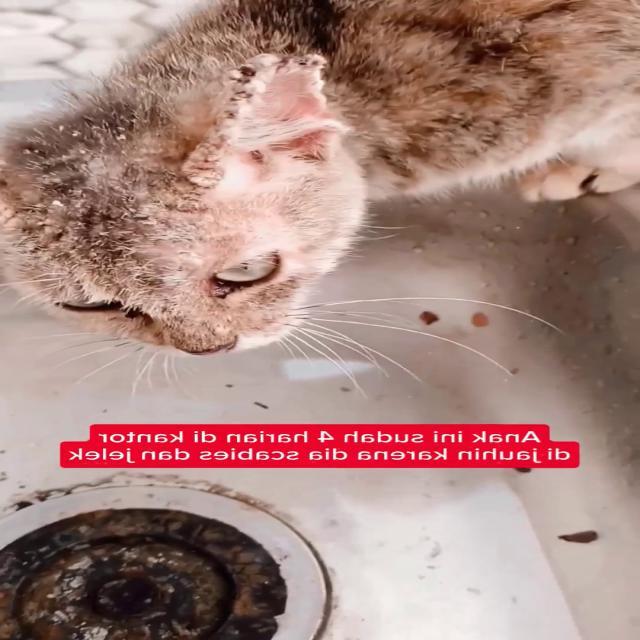 Anak ini sudah 4 harian di kantor
di jauhin karena dia scabies dan jelek